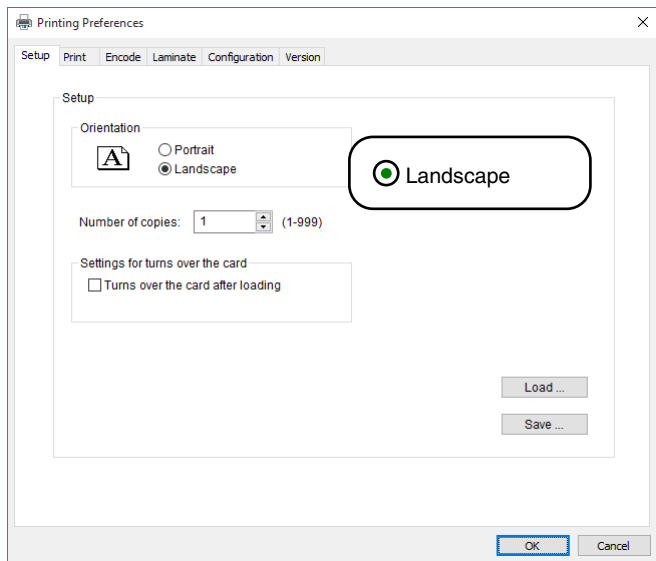 Printing Preferences
Setup Print Encode Laminate Configuration Version
Setup
Orientation
A
Portrait
Landscape
Landscape
Number of copies: 1 (1-999)
Settings for turns over the card
Turns over the card after loading
Load ...
Save ...
OK Cancel